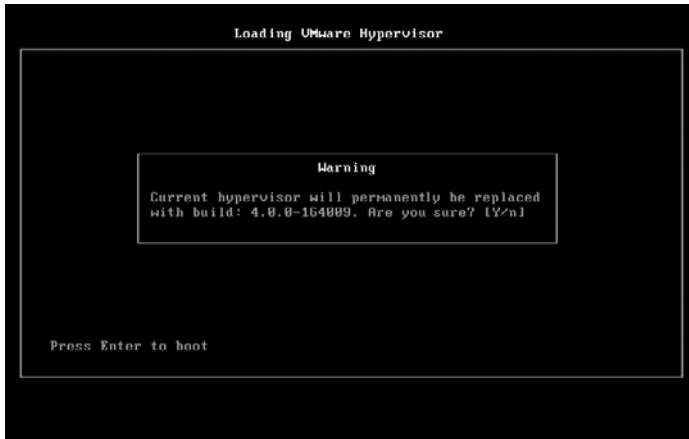 Loading VMware Hypervisor
Warning
Current hypervisor will permanently be replaced
with build: 4.0.0-164009. Are you sure? [Y/n]
Press Enter to boot